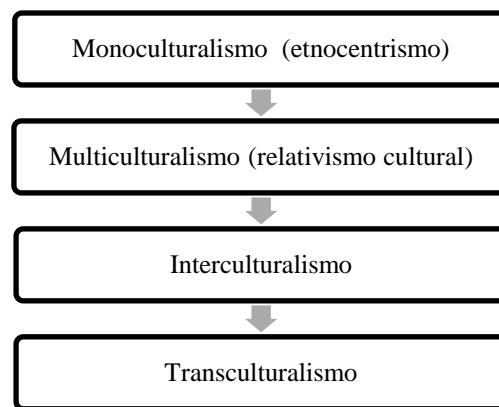 Monoculturalismo (etnocentrismo)
Multiculturalismo (relativismo cultural)
Interculturalismo
Transculturalismo